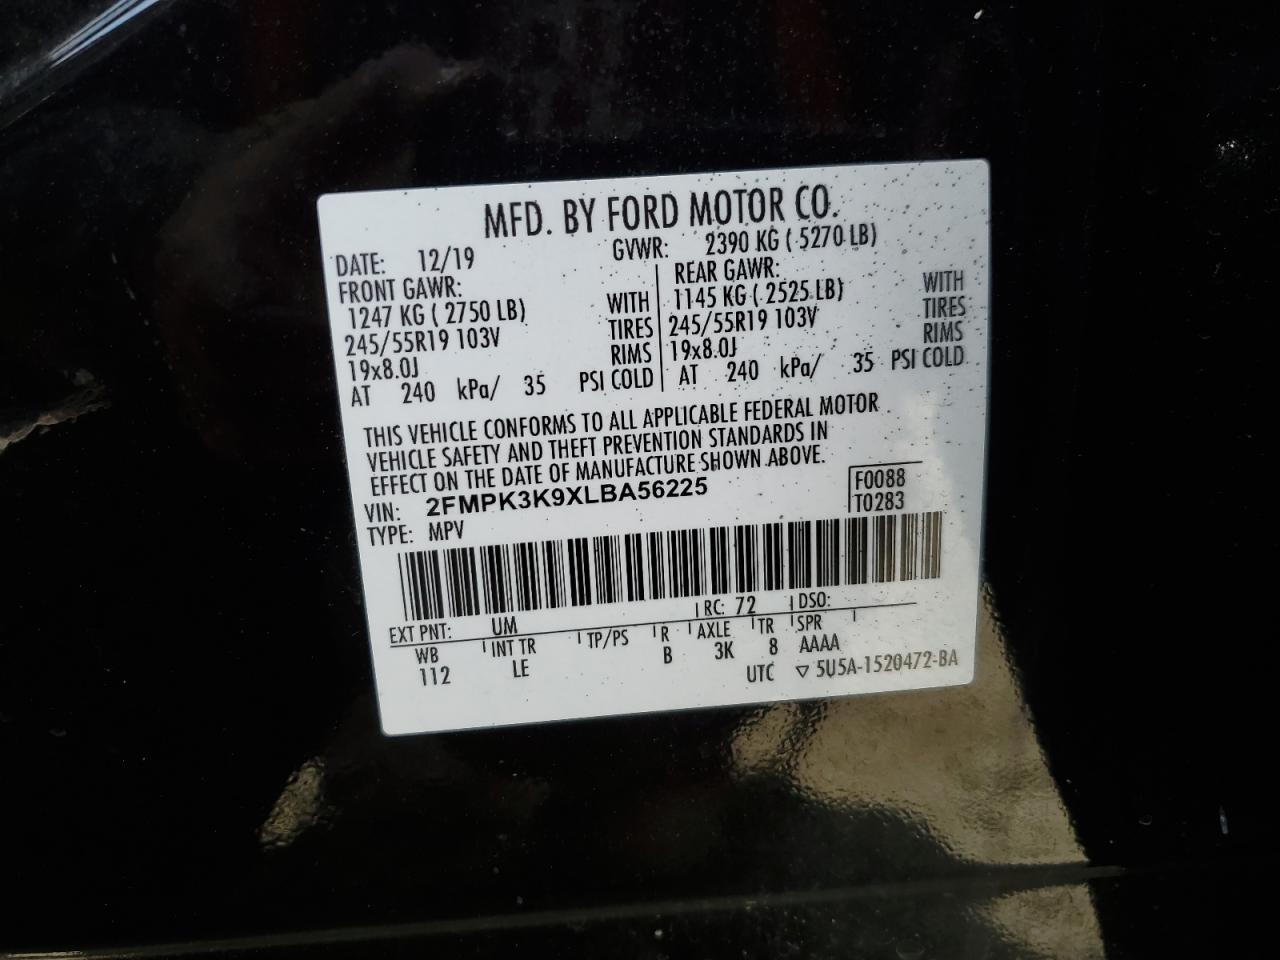 MFD. BY FORD MOTOR CO.
DATE: 12/19 GVWR: 2390 KG ( 5270 LB)
FRONT GAWR: REAR GAWR:
1247 KG ( 2750 LB) WITH 1145 KG ( 2525 LB) WITH
245/55R19 103V TIRES 245/55R19 103V TIRES
19x8.0J RIMS 19x8.0J RIMS
AT 240 kPa/ 35 PSI COLD AT 240 kPa/ 35 PSI COLD
THIS VEHICLE CONFORMS TO ALL APPLICABLE FEDERAL MOTOR
VEHICLE SAFETY AND THEFT PREVENTION STANDARDS IN
EFFECT ON THE DATE OF MANUFACTURE SHOWN ABOVE.
VIN: 2FMPK3K9XLBA56225 F0088
TYPE: MPV T0283
EXT PNT: UM RC: 72 DSO:
WB INT TR TP/PS R AXLE TR SPR
112 LE B 3K 8 AAAA
UTC ▽ 5U5A-1520472-BA